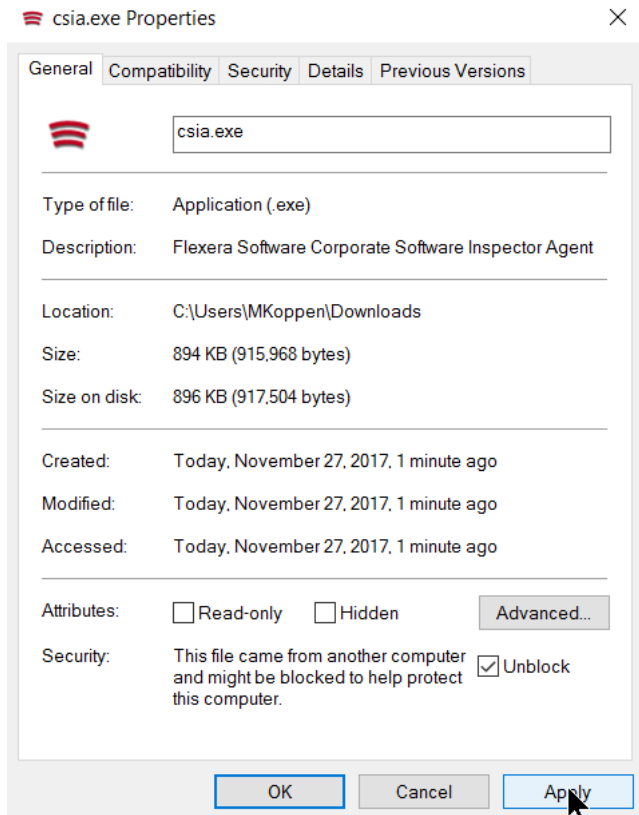 csia.exe Properties
General Compatibility Security Details Previous Versions
csia.exe
Type of file: Application (.exe)
Description: Flexera Software Corporate Software Inspector Agent
Location: C:\Users\MKoppen\Downloads
Size: 894 KB (915,968 bytes)
Size on disk: 896 KB (917,504 bytes)
Created: Today, November 27, 2017, 1 minute ago
Modified: Today, November 27, 2017, 1 minute ago
Accessed: Today, November 27, 2017, 1 minute ago
Attributes: Read-only Hidden Advanced...
Security: This file came from another computer
and might be blocked to help protect
this computer.
Unblock
OK Cancel Apply